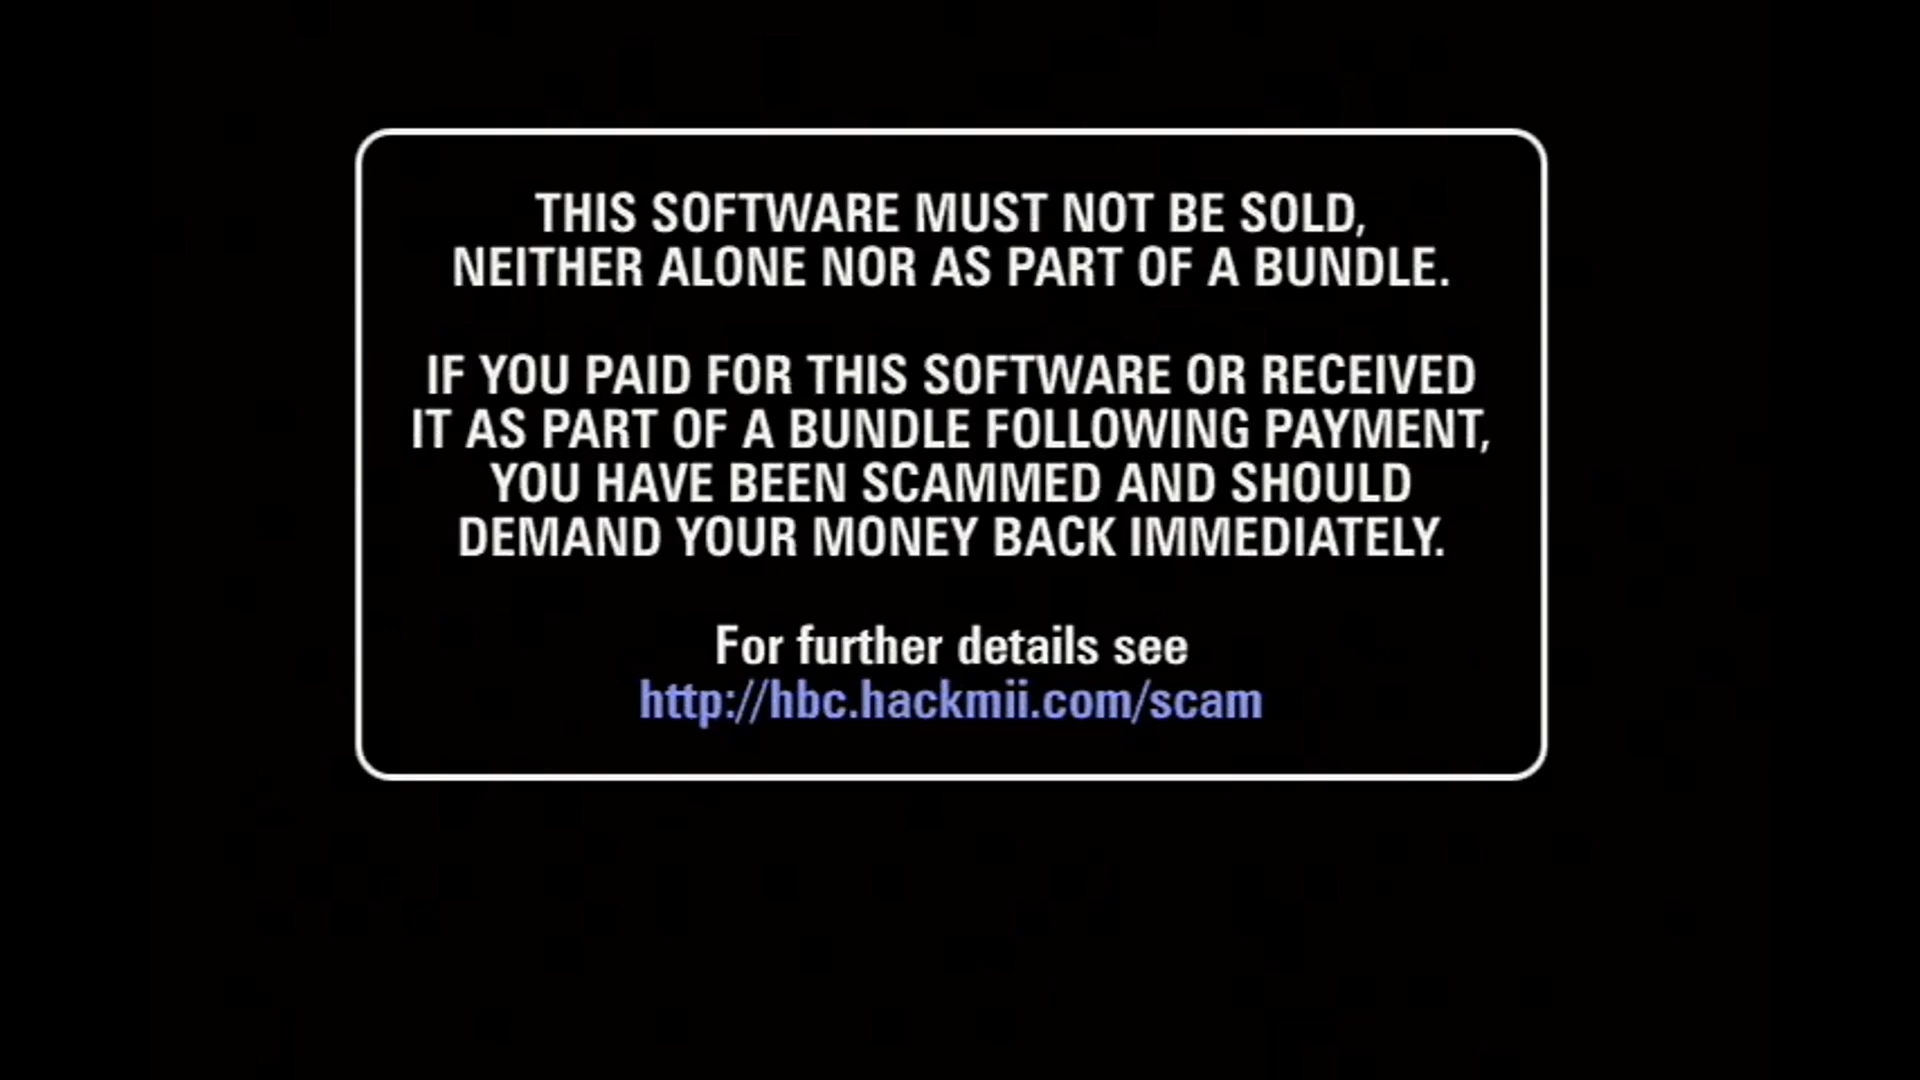 THIS SOFTWARE MUST NOT BE SOLD,
NEITHER ALONE NOR AS PART OF A BUNDLE.
IF YOU PAID FOR THIS SOFTWARE OR RECEIVED
IT AS PART OF A BUNDLE FOLLOWING PAYMENT,
YOU HAVE BEEN SCAMMED AND SHOULD
DEMAND YOUR MONEY BACK IMMEDIATELY.
For further details see
http://hbc.hackmii.com/scam